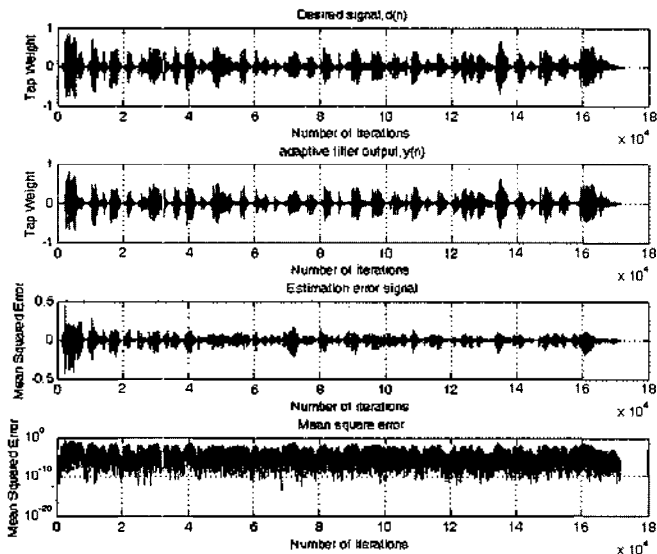 Desired signal,d(n)
Tap Weight
1
0
-1
0 2 4 6 8 10 12 14 16 18
Number of iterations
x 10^4
adaptive filter output,y(n)
Tap Weight
1
0
-1
0 2 4 6 8 10 12 14 16 18
Number of iterations
x 10^4
Estimation error signal
Mean Squared Error
0.5
0
-0.5
0 2 4 6 8 10 12 14 16 18
Number of iterations
x 10^4
Mean square error
Mean Squared Error
10^0
10^-10
10^-20
0 2 4 6 8 10 12 14 16 18
Number of iterations
x 10^4